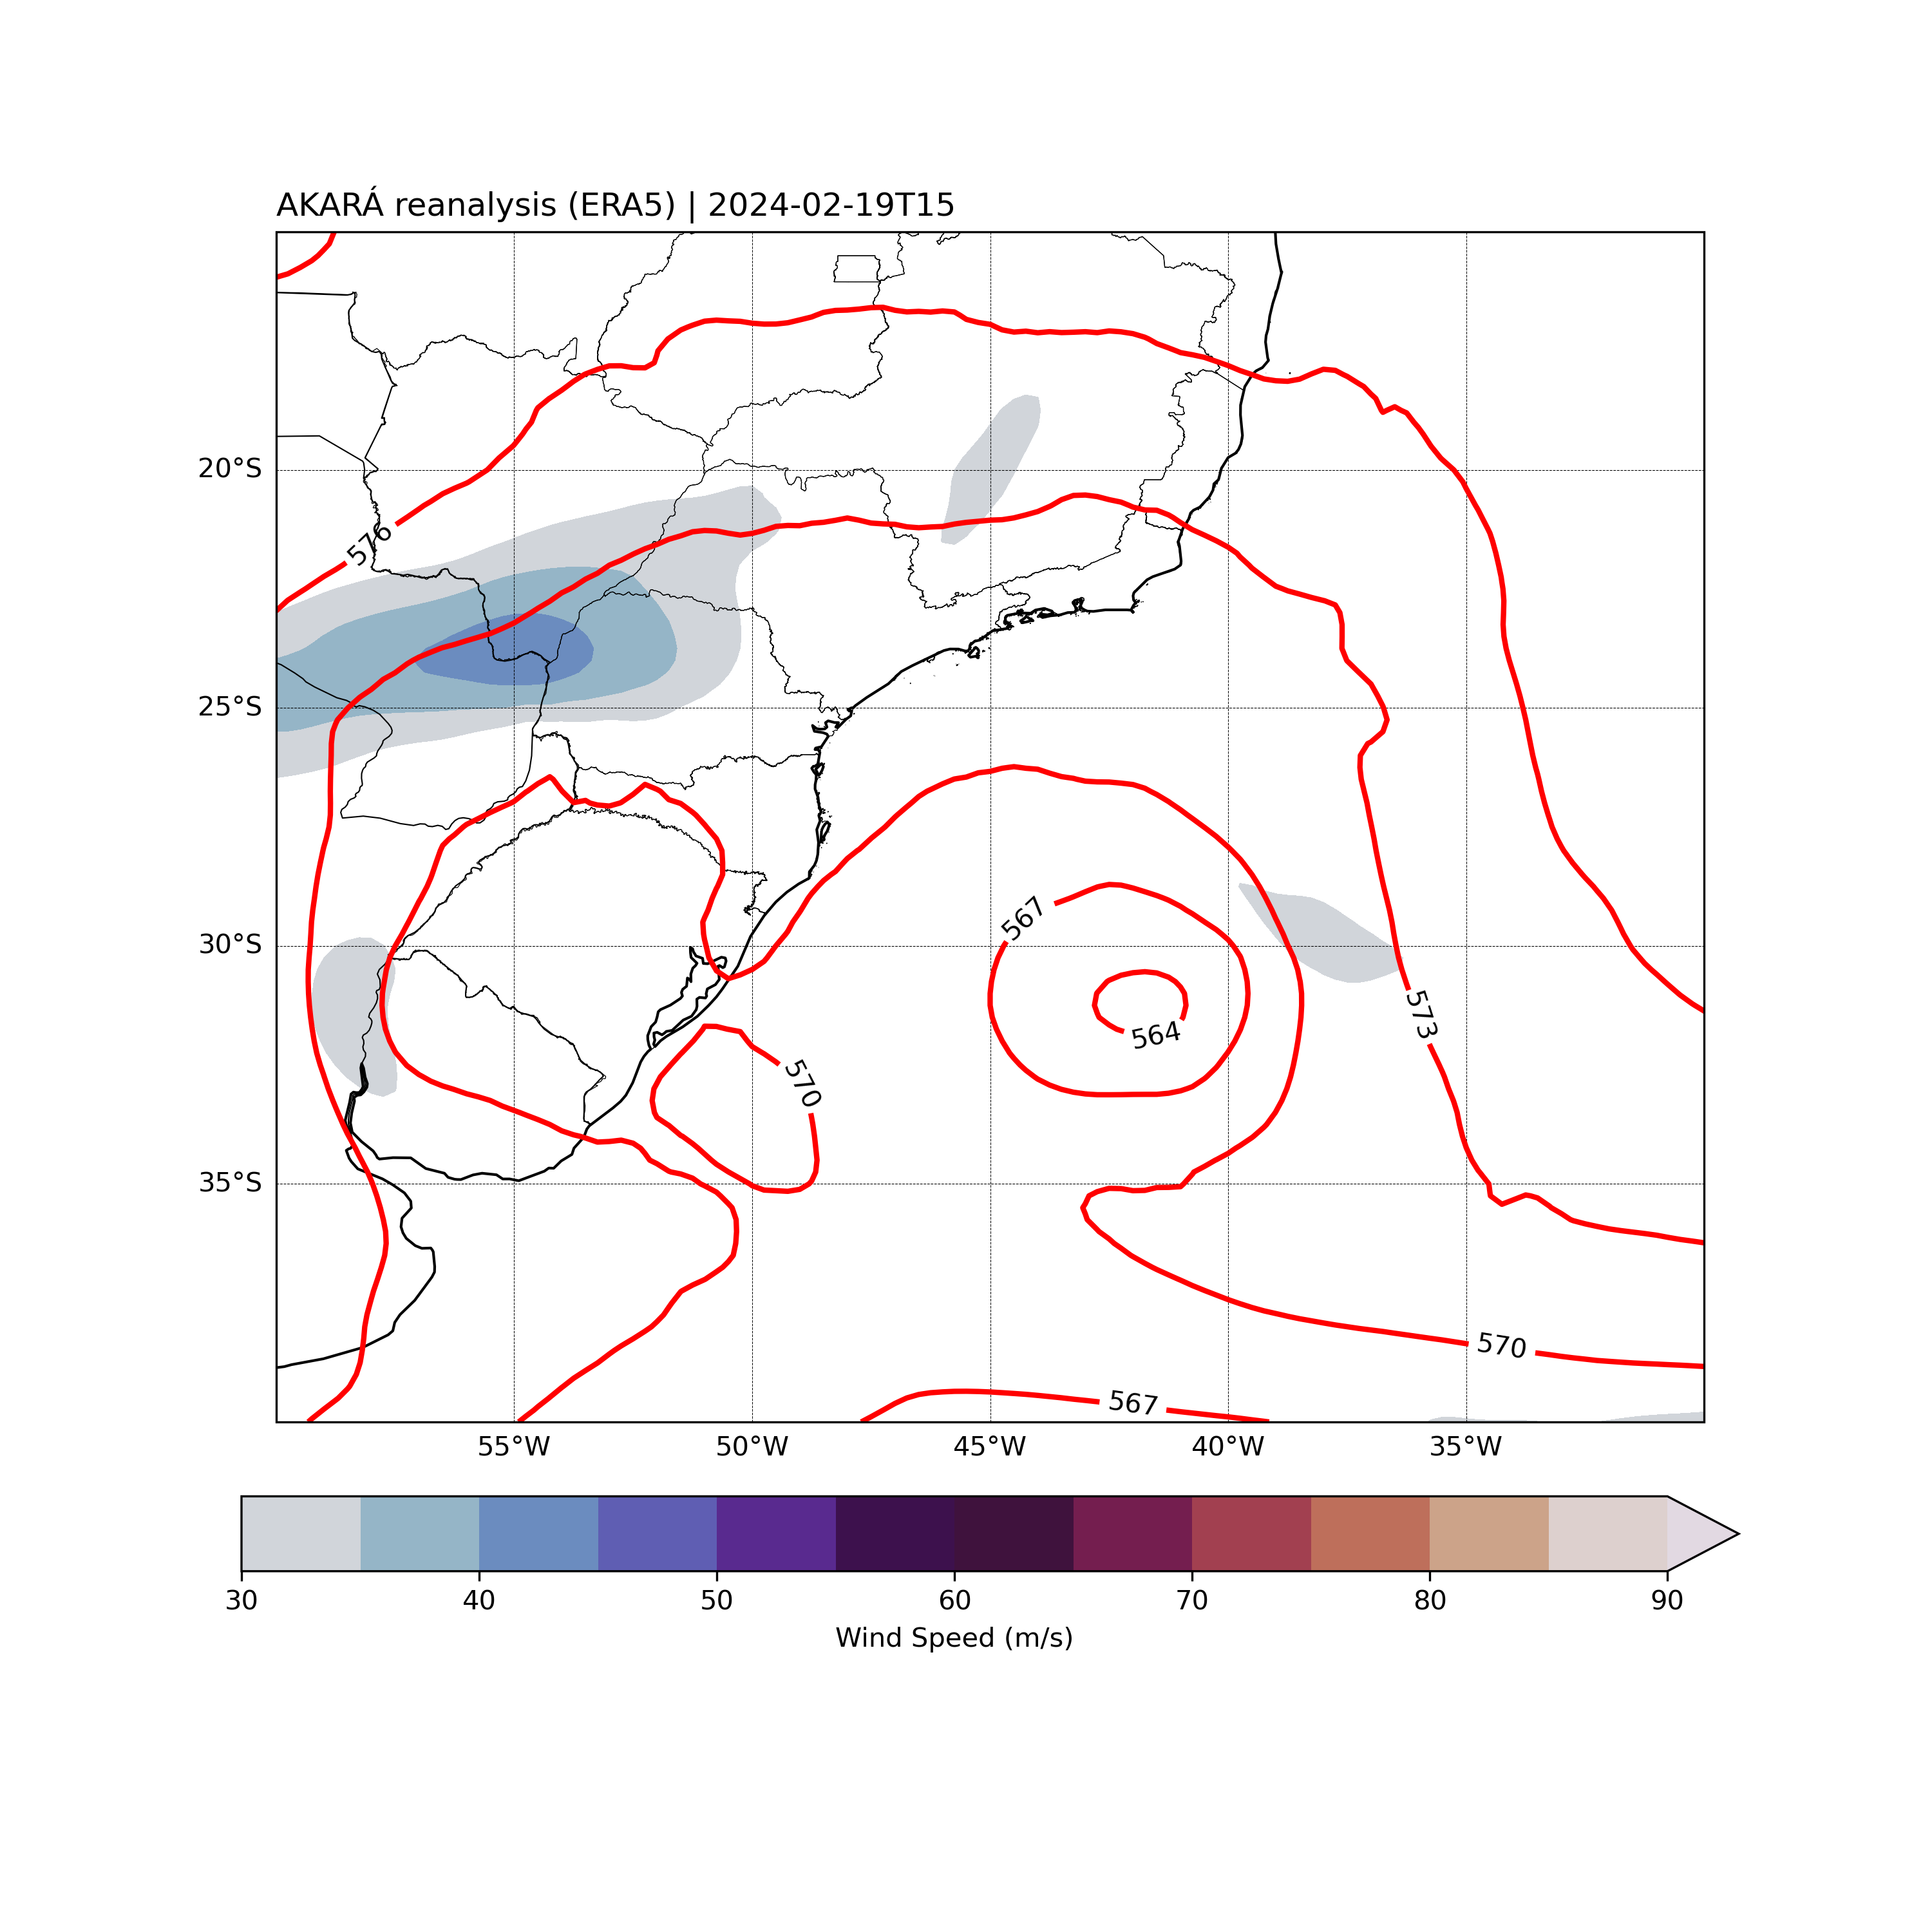 AKARÁ reanalysis (ERA5) | 2024-02-19T15
20°S
576
25°S
567
30°S
573
564
570
35°S
570
567
55°W 50°W 45°W 40°W 35°W
30 40 50 60 70 80 90
Wind Speed (m/s)